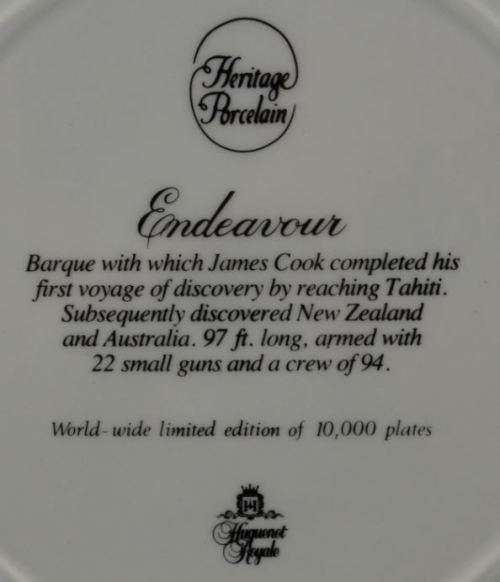 Heritage
Porcelain
Endeavour
Barque with which James Cook completed his
first voyage of discovery by reaching Tahiti.
Subsequently discovered New Zealand
and Australia. 97 ft. long, armed with
22 small guns and a crew of 94.
World-wide limited edition of 10,000 plates
H
Huguenot
Royale